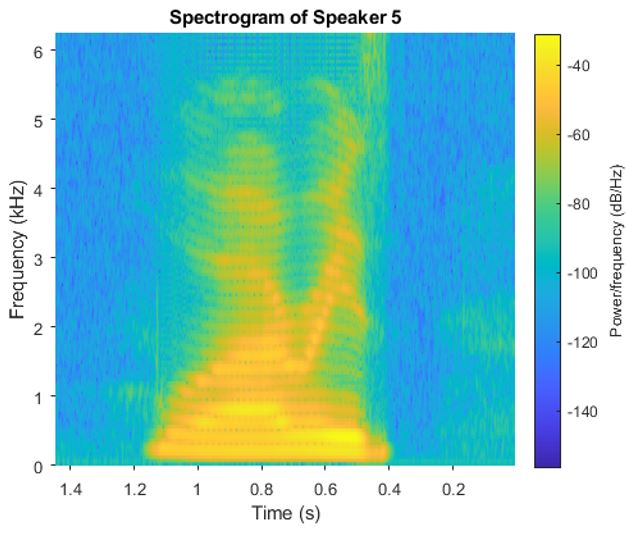 Spectrogram of Speaker 5
6
5
4
3
2
1
0
Frequency (kHz)
1.4 1.2 1 0.8 0.6 0.4 0.2
Time (s)
-40
-60
-80
-100
-120
-140
Power/frequency (dB/Hz)